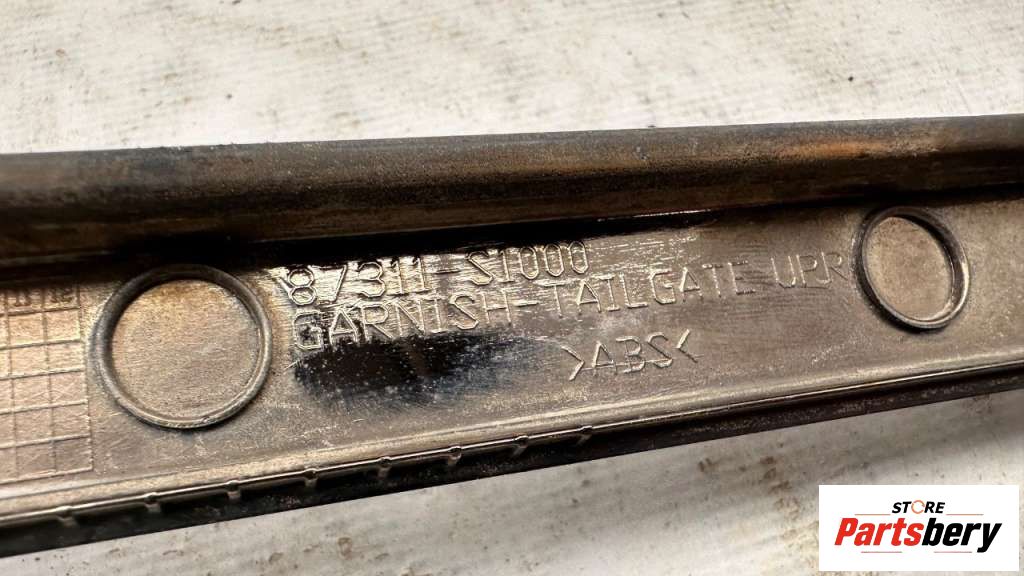 87311-S1000
GARNISH-TAILGATE UPR
>ABS<
STORE
Partsbery